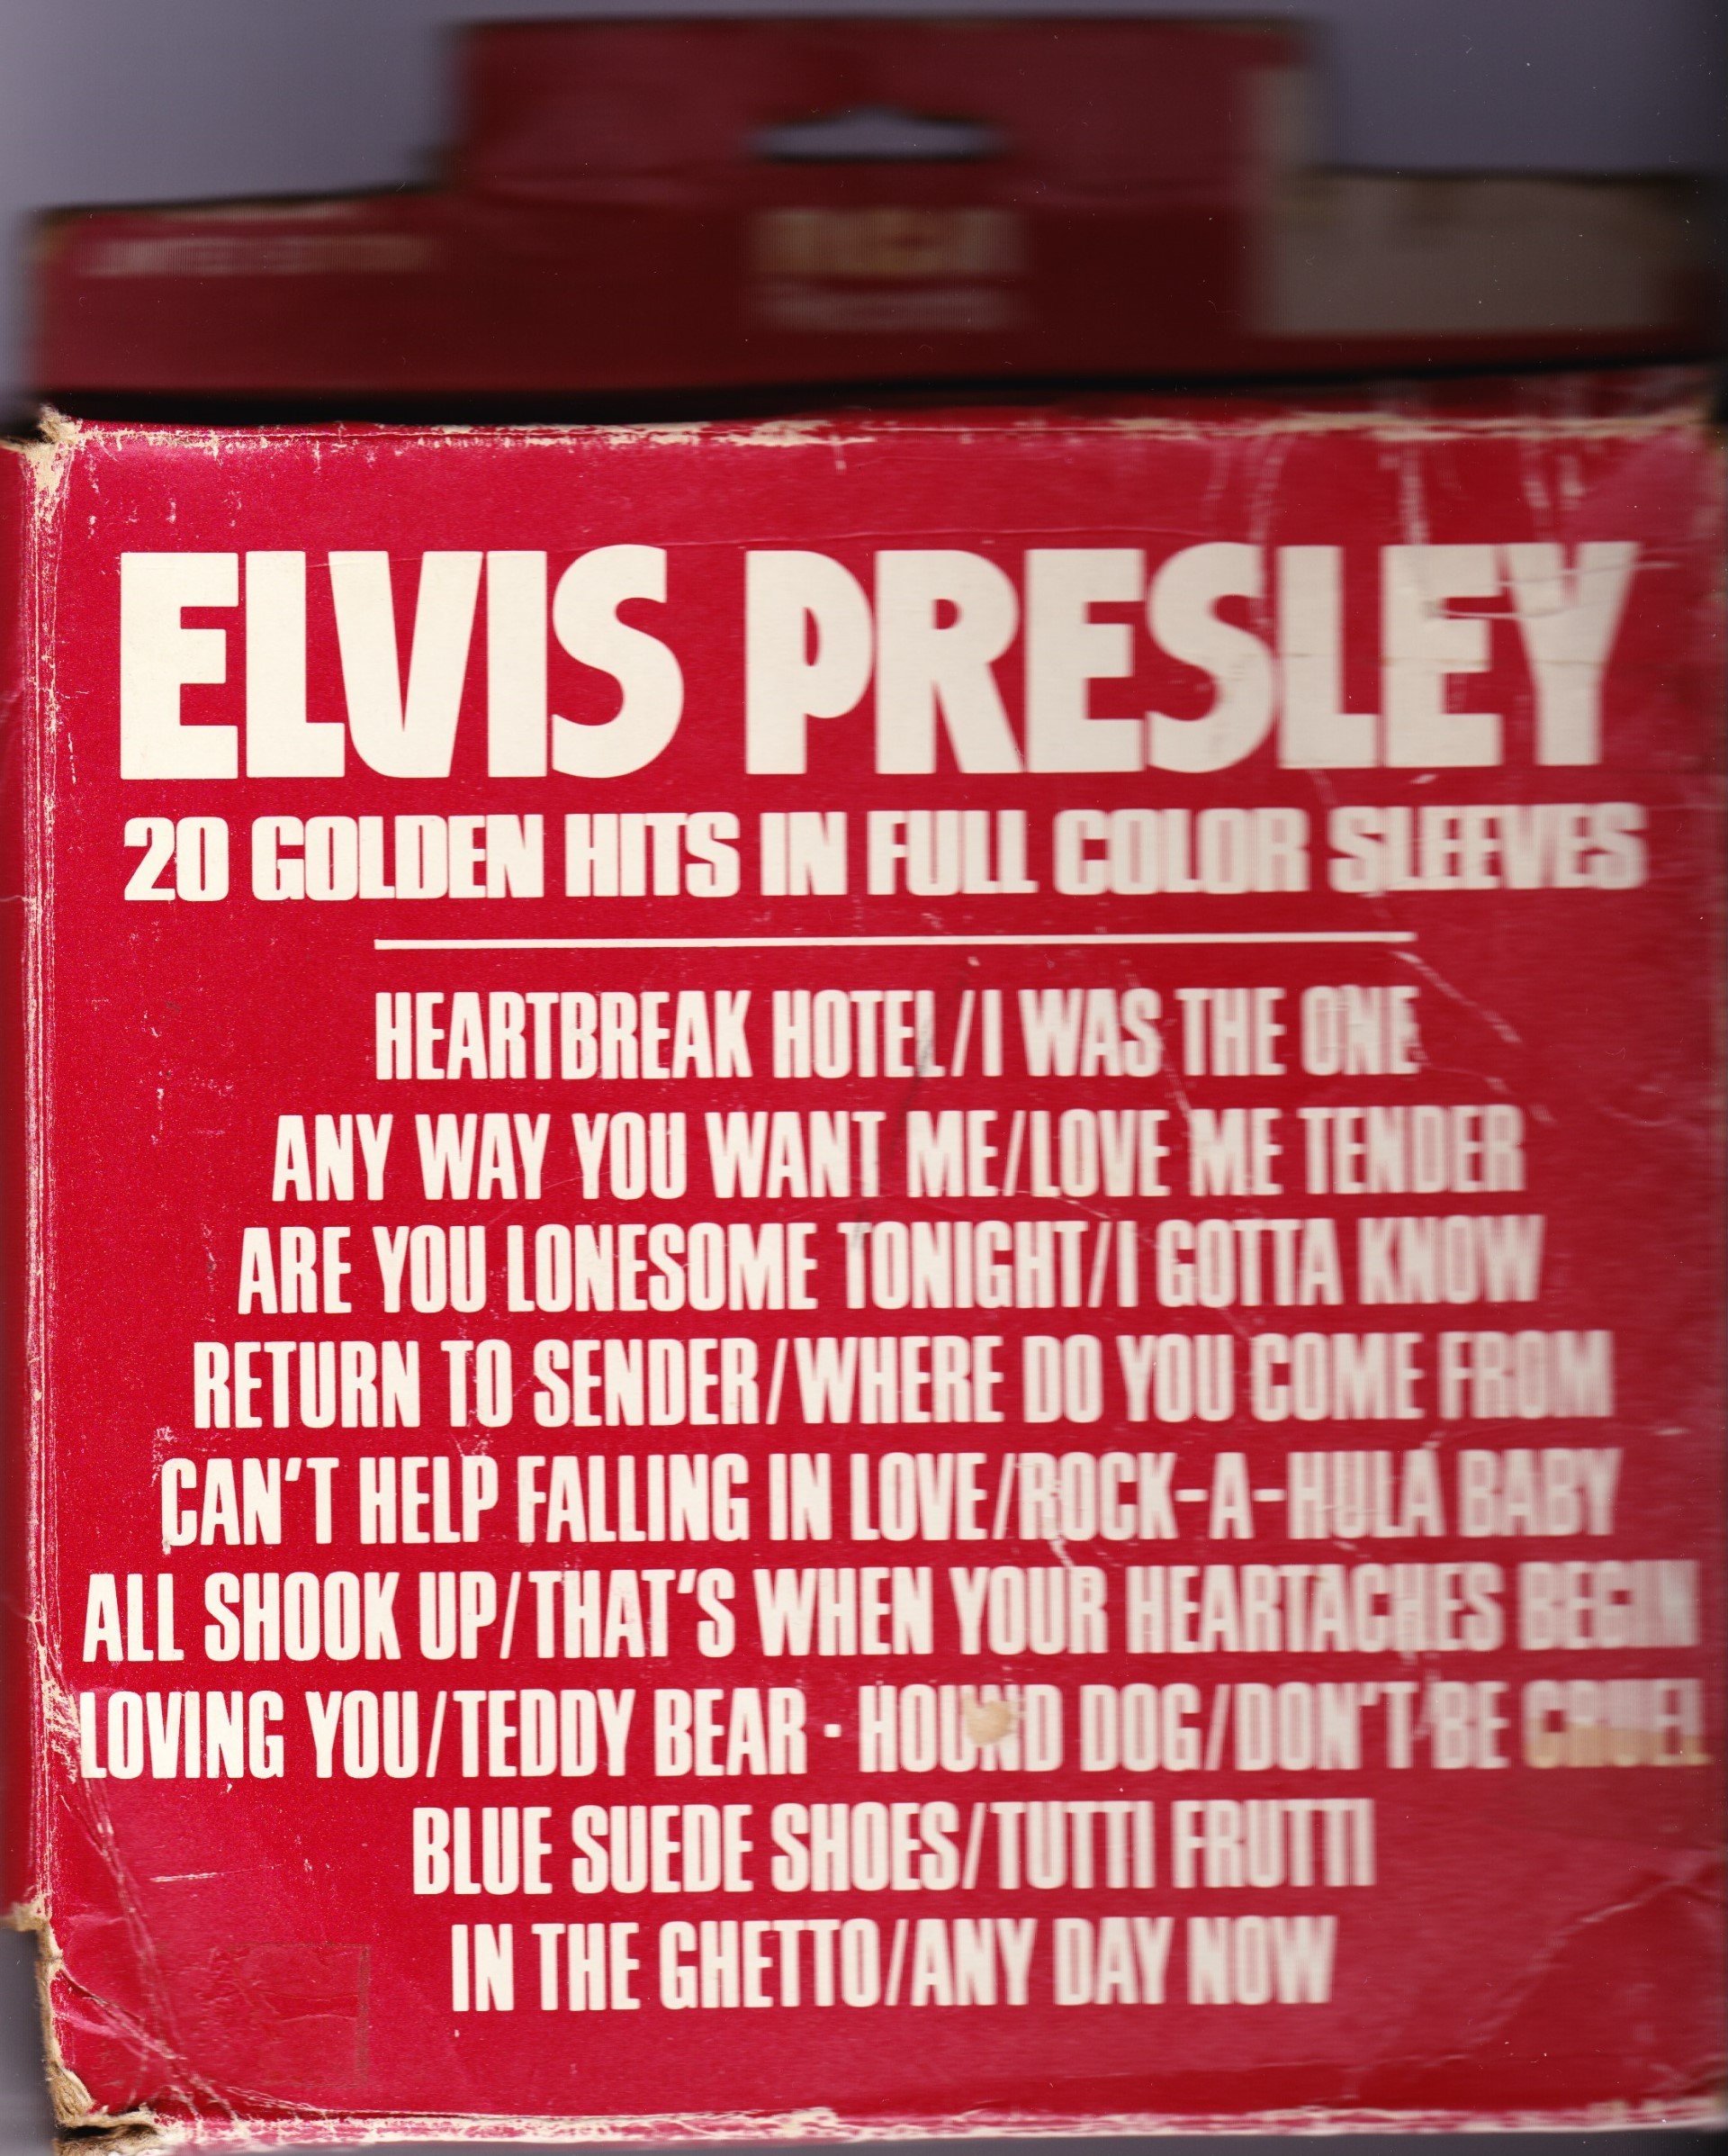 ELVIS PRESLEY
20 GOLDEN HITS IN FULL COLOR SLEEVES
HEARTBREAK HOTEL/I WAS THE ONE
ANY WAY YOU WANT ME/LOVE ME TENDER
ARE YOU LONESOME TONIGHT/I GOTTA KNOW
RETURN TO SENDER/WHERE DO YOU COME FROM
CAN'T HELP FALLING IN LOVE/ROCK-A-HULA BABY
ALL SHOOK UP/THAT'S WHEN YOUR HEARTACHES BEGIN
LOVING YOU/TEDDY BEAR · HOUND DOG/DON'T BE CRUEL
BLUE SUEDE SHOES/TUTTI FRUTTI
IN THE GHETTO/ANY DAY NOW